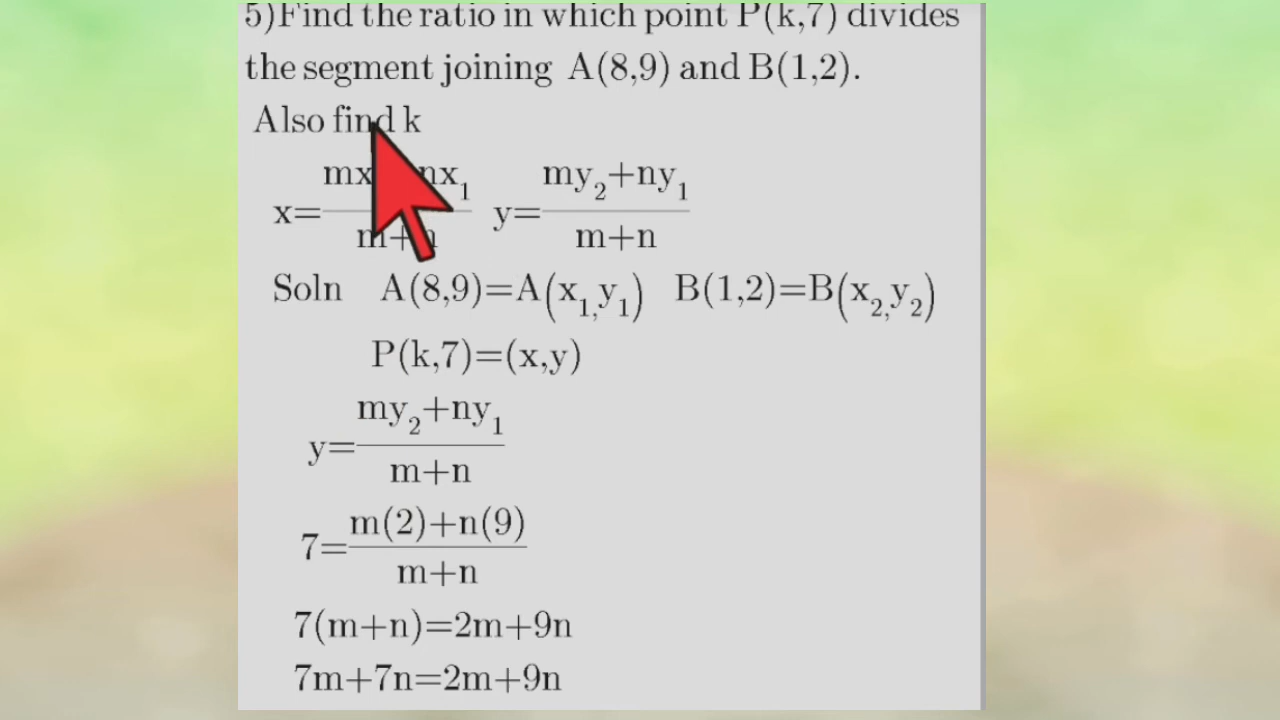 5)Find the ratio in which point P(k,7) divides
the segment joining A(8,9) and B(1,2).
Also find k
x=mx nx₁/m+n y=my₂+ny₁/m+n
Soln A(8,9)=A(x₁,y₁) B(1,2)=B(x₂,y₂)
P(k,7)=(x,y)
y=my₂+ny₁/m+n
7=m(2)+n(9)/m+n
7(m+n)=2m+9n
7m+7n=2m+9n